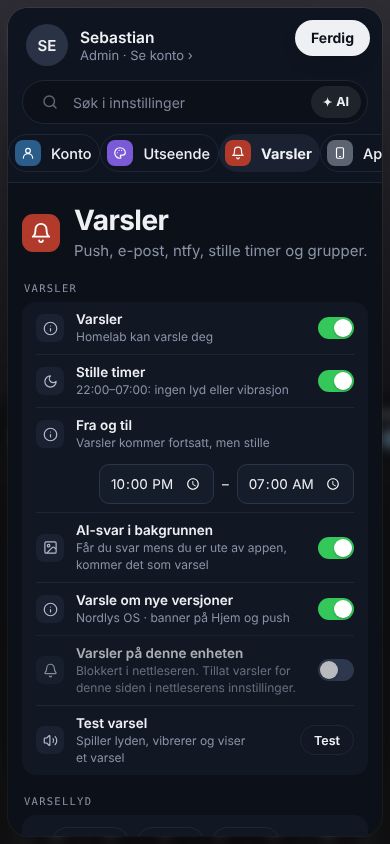 SE
Sebastian
Admin · Se konto ›
Ferdig
Søk i innstillinger
AI
Konto
Utseende
Varsler
Ap
Varsler
Push, e-post, ntfy, stille timer og grupper.
VARSLER
Varsler
Homelab kan varsle deg
Stille timer
22:00–07:00: ingen lyd eller vibrasjon
Fra og til
Varsler kommer fortsatt, men stille
10:00 PM – 07:00 AM
AI-svar i bakgrunnen
Får du svar mens du er ute av appen,
kommer det som varsel
Varsle om nye versjoner
Nordlys OS · banner på Hjem og push
Varsler på denne enheten
Blokkert i nettleseren. Tillat varsler for
denne siden i nettleserens innstillinger.
Test varsel
Spiller lyden, vibrerer og viser
et varsel
Test
VARSELLYD